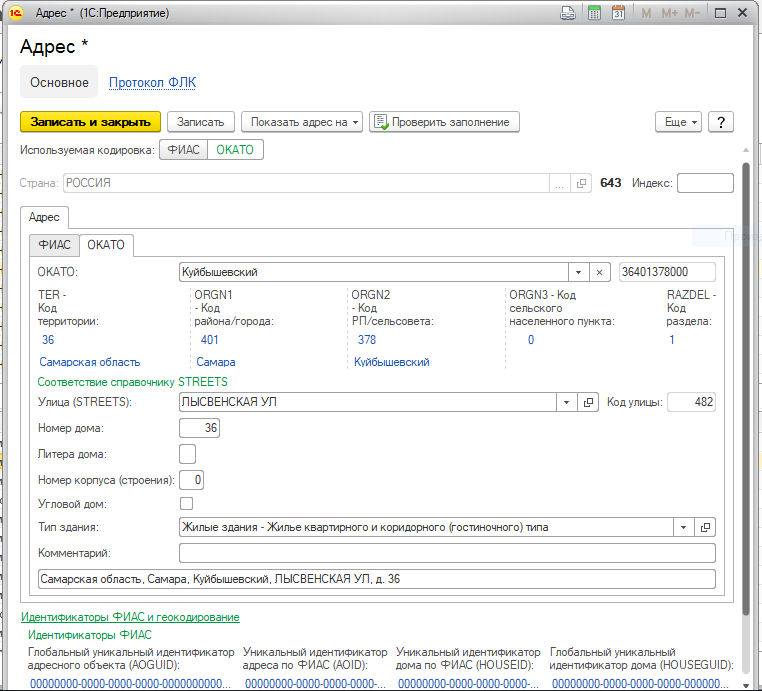 Адрес * (1С:Предприятие)
31 M M+ M-
Адрес *
Основное Протокол ФЛК
Записать и закрыть Записать Показать адрес на Проверить заполнение Еще ?
Используемая кодировка: ФИАС ОКАТО
Страна: РОССИЯ ... 643 Индекс:
Адрес
ФИАС ОКАТО
ОКАТО: Куйбышевский × 36401378000
TER - ORGN1 ORGN2 ORGN3 - Код RAZDEL -
Код - Код - Код сельского Код
территории: района/города: РП/сельсовета: населенного пункта: раздела:
36 401 378 0 1
Самарская область Самара Куйбышевский
Соответствие справочнику STREETS
Улица (STREETS): ЛЫСВЕНСКАЯ УЛ Код улицы: 482
Номер дома: 36
Литера дома:
Номер корпуса (строения): 0
Угловой дом:
Тип здания: Жилые здания - Жилье квартирного и коридорного (гостиночного) типа
Комментарий:
Самарская область, Самара, Куйбышевский, ЛЫСВЕНСКАЯ УЛ, д. 36
Идентификаторы ФИАС и геокодирование
Идентификаторы ФИАС
Глобальный уникальный идентификатор Уникальный идентификатор Уникальный идентификатор Глобальный уникальный
адресного объекта (AOGUID): адреса по ФИАС (AOID): дома по ФИАС (HOUSEID): идентификатор дома (HOUSEGUID):
00000000-0000-0000-0000-0000000000... 00000000-0000-0000-0000-... 00000000-0000-0000-0000-... 00000000-0000-0000-0000-000000...